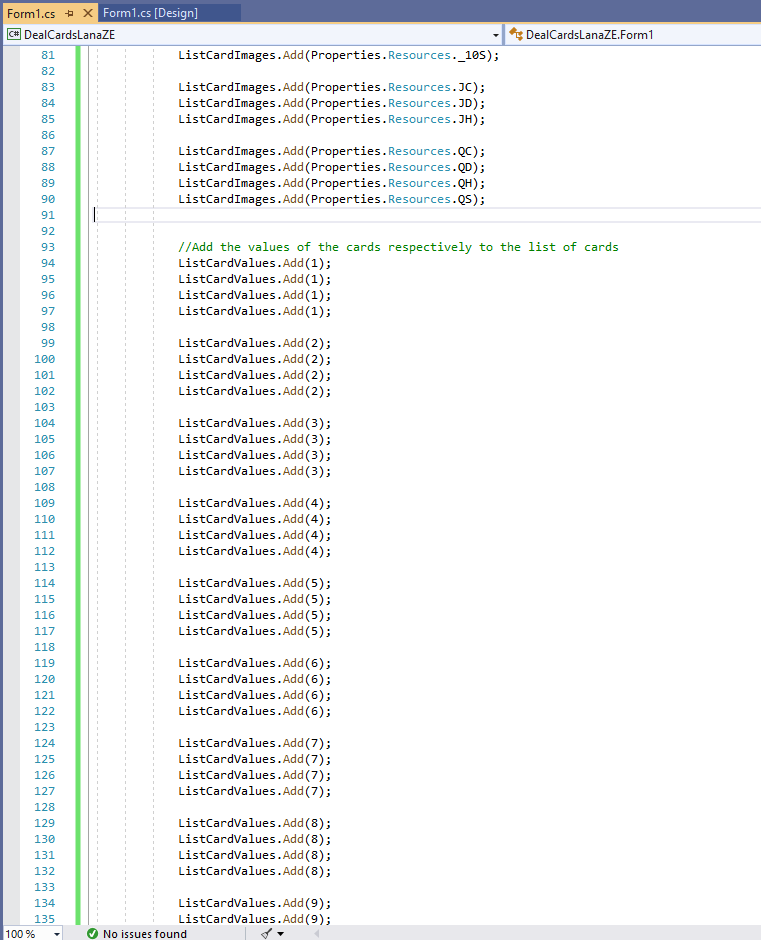 Form1.cs Form1.cs [Design]
C# DealCardsLanaZE DealCardsLanaZE.Form1
81 ListCardImages.Add(Properties.Resources._10S);
82
83 ListCardImages.Add(Properties.Resources.JC);
84 ListCardImages.Add(Properties.Resources.JD);
85 ListCardImages.Add(Properties.Resources.JH);
86
87 ListCardImages.Add(Properties.Resources.QC);
88 ListCardImages.Add(Properties.Resources.QD);
89 ListCardImages.Add(Properties.Resources.QH);
90 ListCardImages.Add(Properties.Resources.QS);
91
92
93 //Add the values of the cards respectively to the list of cards
94 ListCardValues.Add(1);
95 ListCardValues.Add(1);
96 ListCardValues.Add(1);
97 ListCardValues.Add(1);
98
99 ListCardValues.Add(2);
100 ListCardValues.Add(2);
101 ListCardValues.Add(2);
102 ListCardValues.Add(2);
103
104 ListCardValues.Add(3);
105 ListCardValues.Add(3);
106 ListCardValues.Add(3);
107 ListCardValues.Add(3);
108
109 ListCardValues.Add(4);
110 ListCardValues.Add(4);
111 ListCardValues.Add(4);
112 ListCardValues.Add(4);
113
114 ListCardValues.Add(5);
115 ListCardValues.Add(5);
116 ListCardValues.Add(5);
117 ListCardValues.Add(5);
118
119 ListCardValues.Add(6);
120 ListCardValues.Add(6);
121 ListCardValues.Add(6);
122 ListCardValues.Add(6);
123
124 ListCardValues.Add(7);
125 ListCardValues.Add(7);
126 ListCardValues.Add(7);
127 ListCardValues.Add(7);
128
129 ListCardValues.Add(8);
130 ListCardValues.Add(8);
131 ListCardValues.Add(8);
132 ListCardValues.Add(8);
133
134 ListCardValues.Add(9);
135 ListCardValues.Add(9);
100 % No issues found